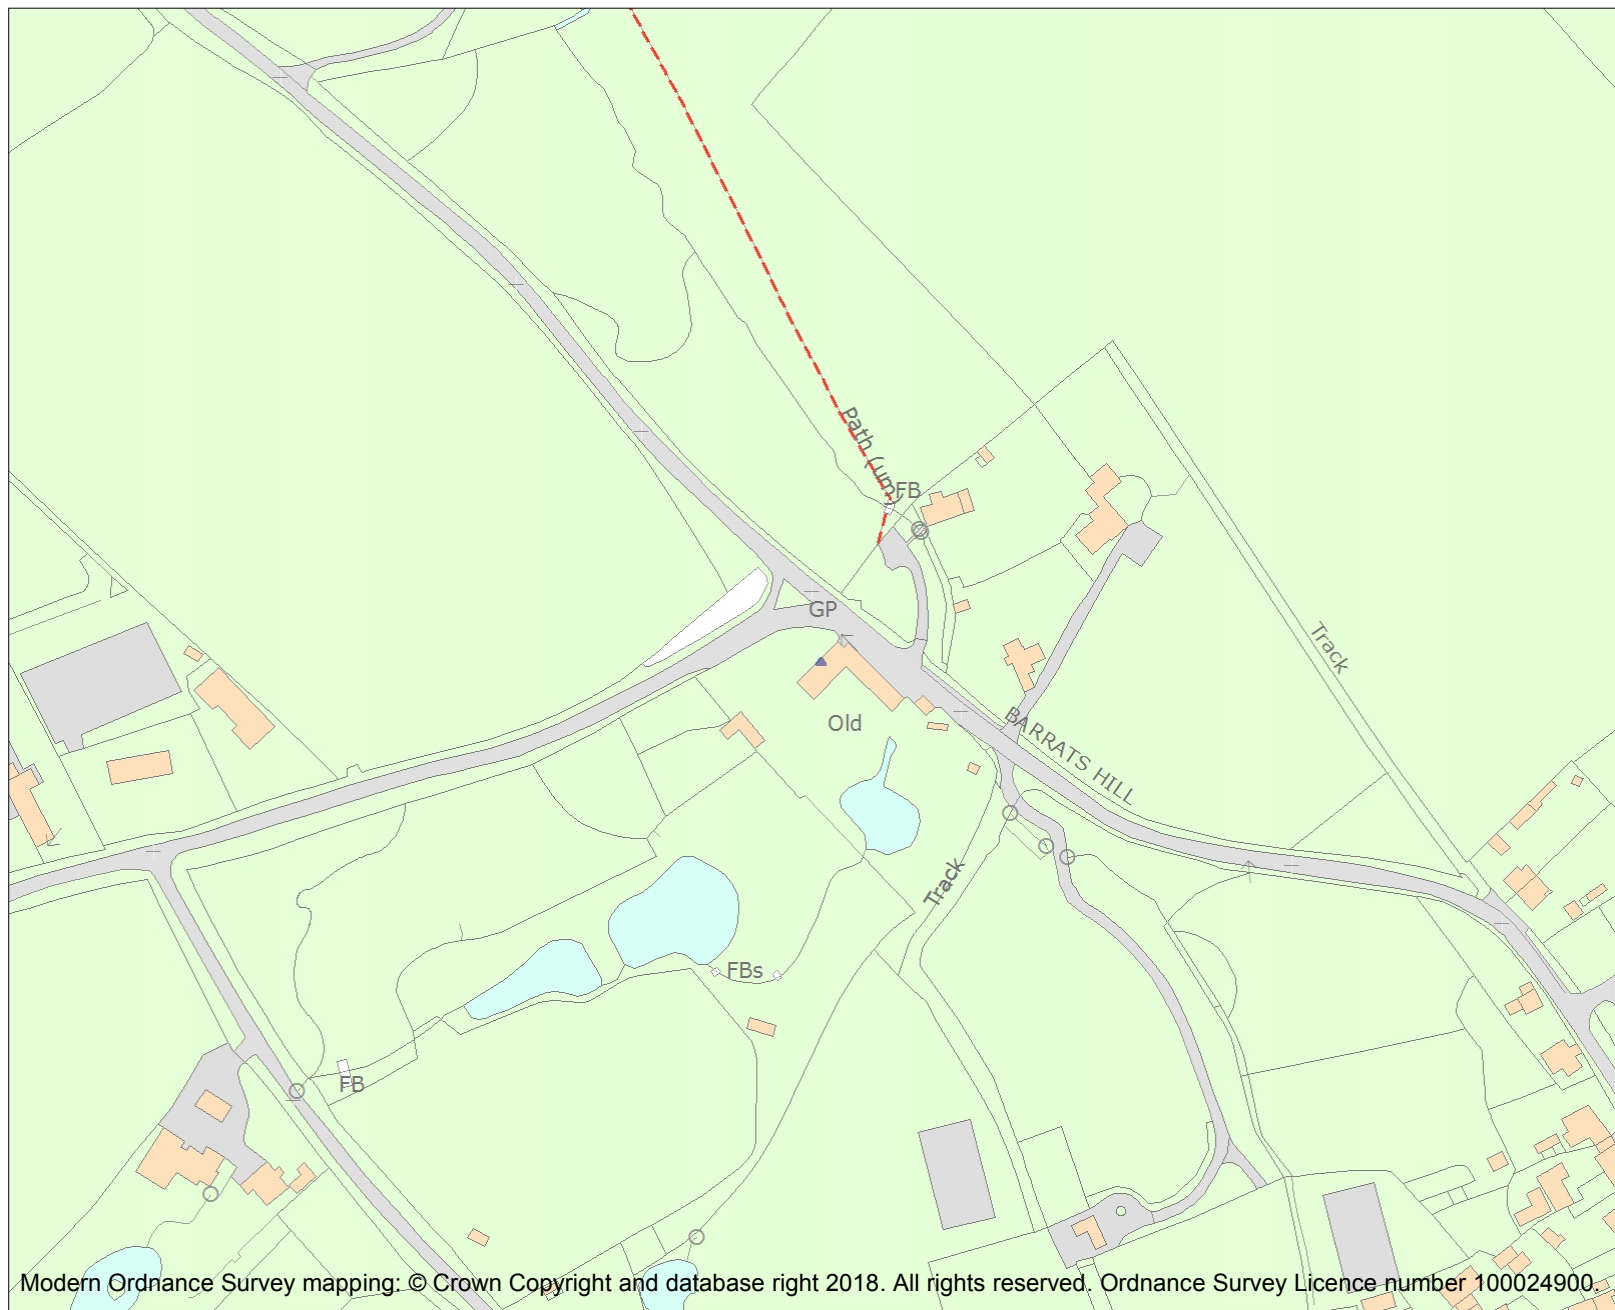 Path (um)
FB
GP
Track
BARRATS HILL
Old
Track
FBs
FB
Modern Ordnance Survey mapping: © Crown Copyright and database right 2018. All rights reserved. Ordnance Survey Licence number 100024900.